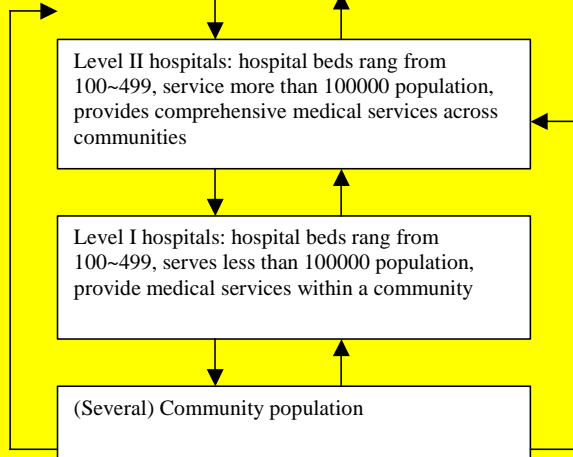 Level II hospitals: hospital beds rang from
100~499, service more than 100000 population,
provides comprehensive medical services across
communities
Level I hospitals: hospital beds rang from
100~499, serves less than 100000 population,
provide medical services within a community
(Several) Community population